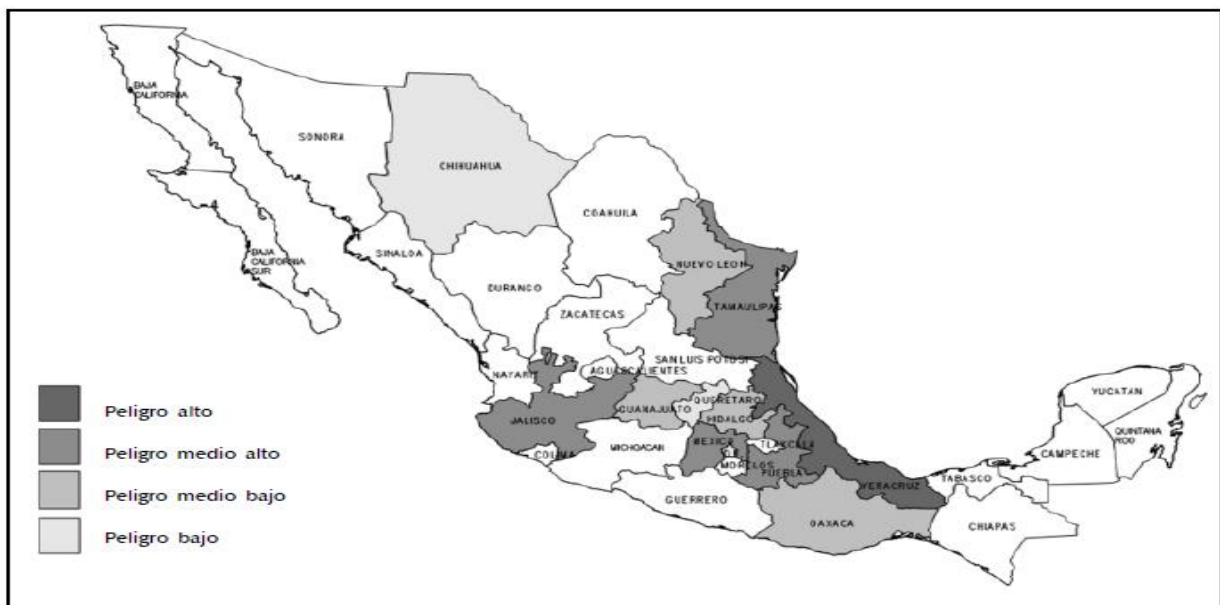 BAJA
CALIFORNIA
SONORA
CHIHUAHUA
COAHUILA
BAJA
CALIFORNIA
SUR
SINALOA
NUEVO LEON
DURANGO
TAMAULIPAS
ZACATECAS
SAN LUIS POTOSI
NAYARIT
AGUASCALIENTES
YUCATAN
QUERETARO
GUANAJUATO
HIDALGO
JALISCO
QUINTANA
ROO
MICHOACAN
MEXICO
TLAXCALA
CAMPECHE
COLIMA
D.F.
MORELOS
PUEBLA
TABASCO
VERACRUZ
GUERRERO
OAXACA
CHIAPAS
Peligro alto
Peligro medio alto
Peligro medio bajo
Peligro bajo